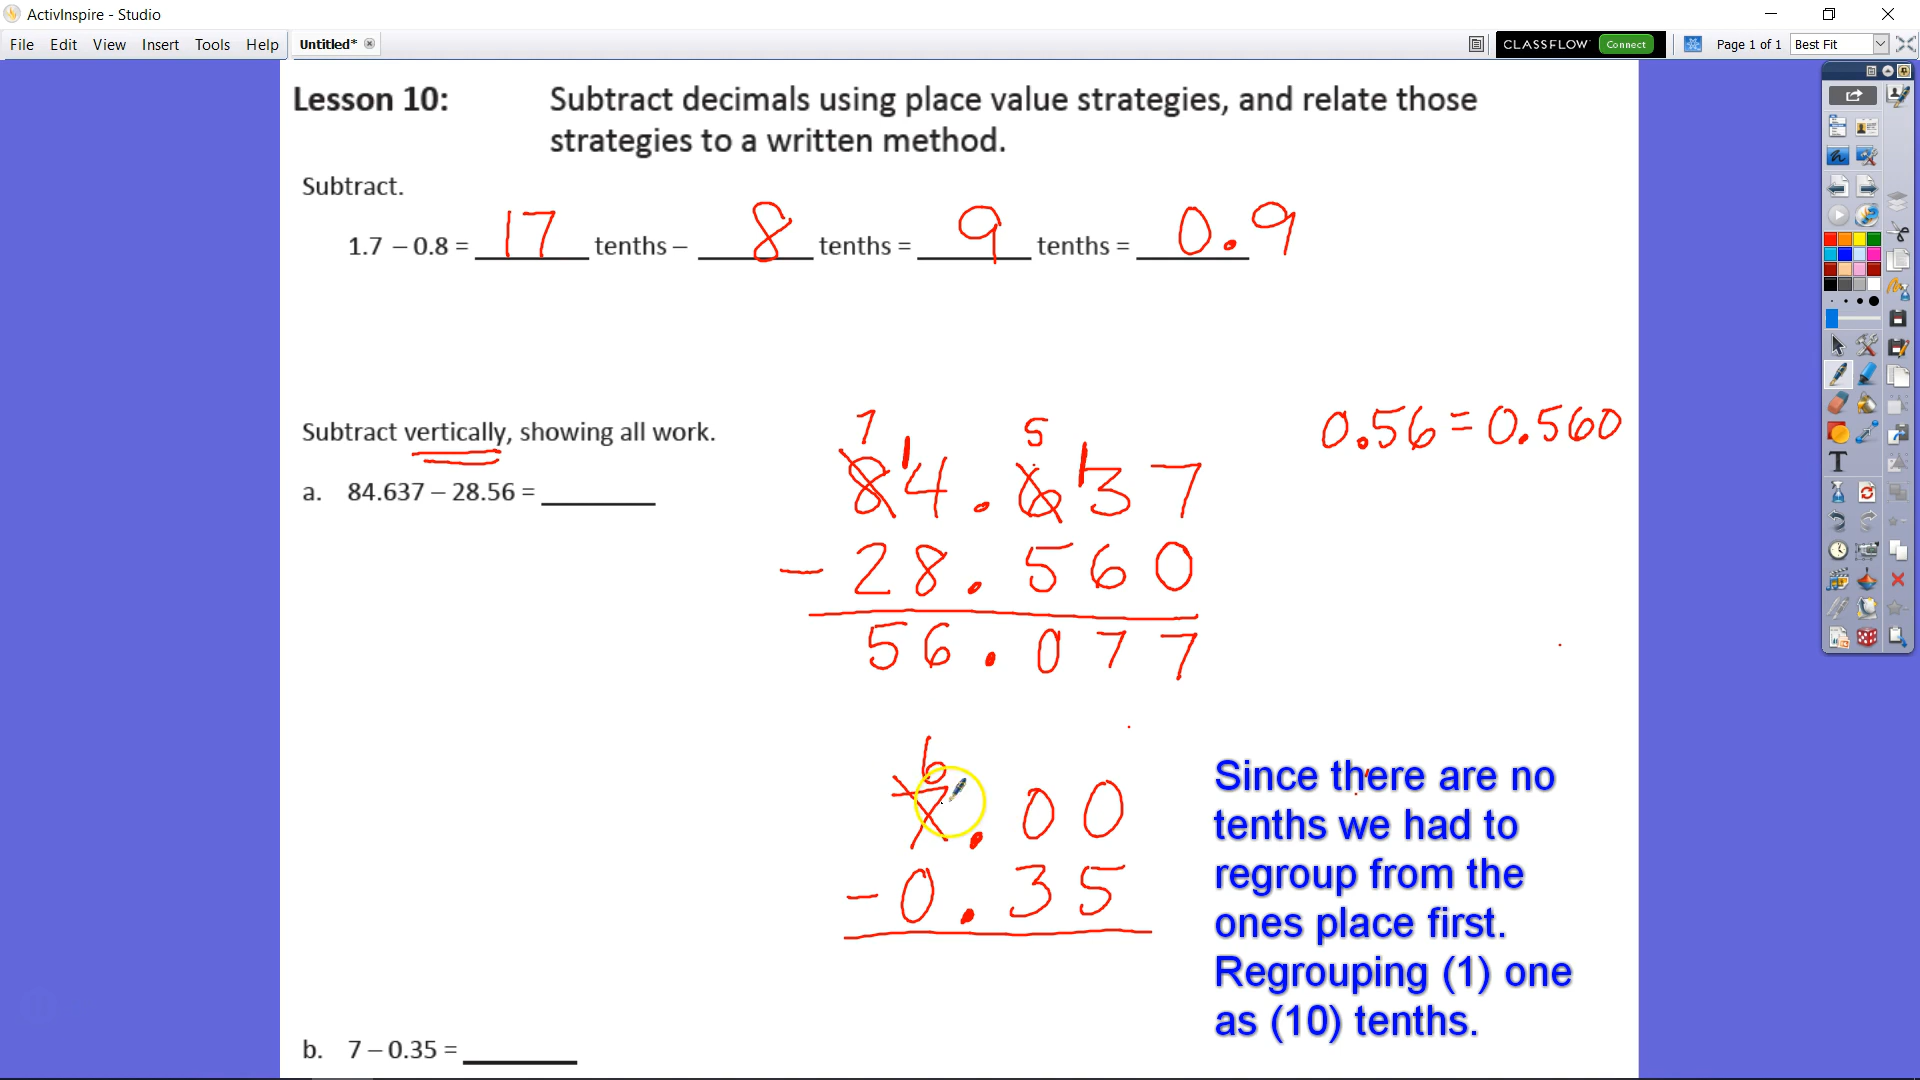 ActivInspire - Studio
File Edit View Insert Tools Help Untitled* CLASSFLOW Connect Page 1 of 1 Best Fit
Lesson 10: Subtract decimals using place value strategies, and relate those
strategies to a written method.
Subtract.
1.7 – 0.8 = 17 tenths – 8 tenths = 9 tenths = 0.9
Subtract vertically, showing all work.
a. 84.637 – 28.56 =
7 1 5 1
84.637
- 28.560
56.077
0.56 = 0.560
6
7.00
- 0.35
Since there are no
tenths we had to
regroup from the
ones place first.
Regrouping (1) one
as (10) tenths.
b. 7 – 0.35 =